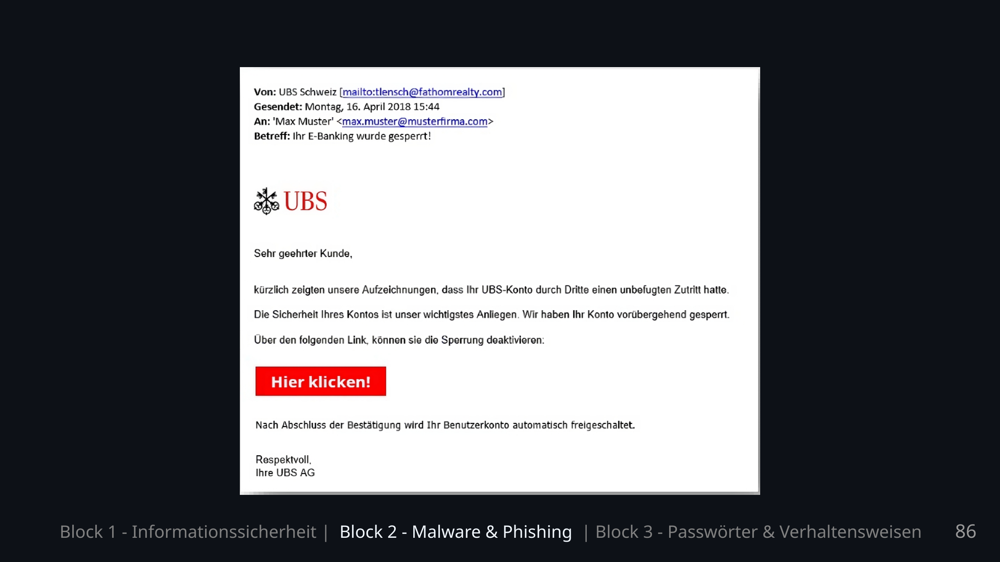 Von: UBS Schweiz [mailto:tlensch@fathomrealty.com]
Gesendet: Montag, 16. April 2018 15:44
An: 'Max Muster' <max.muster@musterfirma.com>
Betreff: Ihr E-Banking wurde gesperrt!
UBS
Sehr geehrter Kunde,
kürzlich zeigten unsere Aufzeichnungen, dass Ihr UBS-Konto durch Dritte einen unbefugten Zutritt hatte.
Die Sicherheit Ihres Kontos ist unser wichtigstes Anliegen. Wir haben Ihr Konto vorübergehend gesperrt.
Über den folgenden Link, können sie die Sperrung deaktivieren:
Hier klicken!
Nach Abschluss der Bestätigung wird Ihr Benutzerkonto automatisch freigeschaltet.
Respektvoll,
Ihre UBS AG
Block 1 - Informationssicherheit | Block 2 - Malware & Phishing | Block 3 - Passwörter & Verhaltensweisen 86